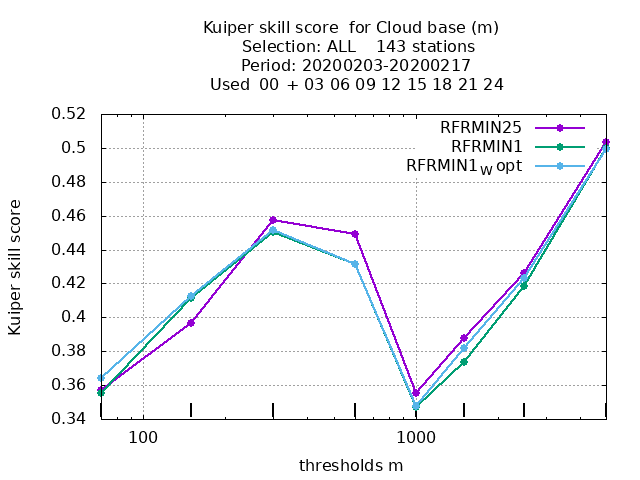 Kuiper skill score  for Cloud base (m)
Selection: ALL    143 stations
Period: 20200203-20200217
Used  00 + 03 06 09 12 15 18 21 24
RFRMIN25
RFRMIN1
RFRMIN1W opt
Kuiper skill score
0.52
0.5
0.48
0.46
0.44
0.42
0.4
0.38
0.36
0.34
100
1000
thresholds m